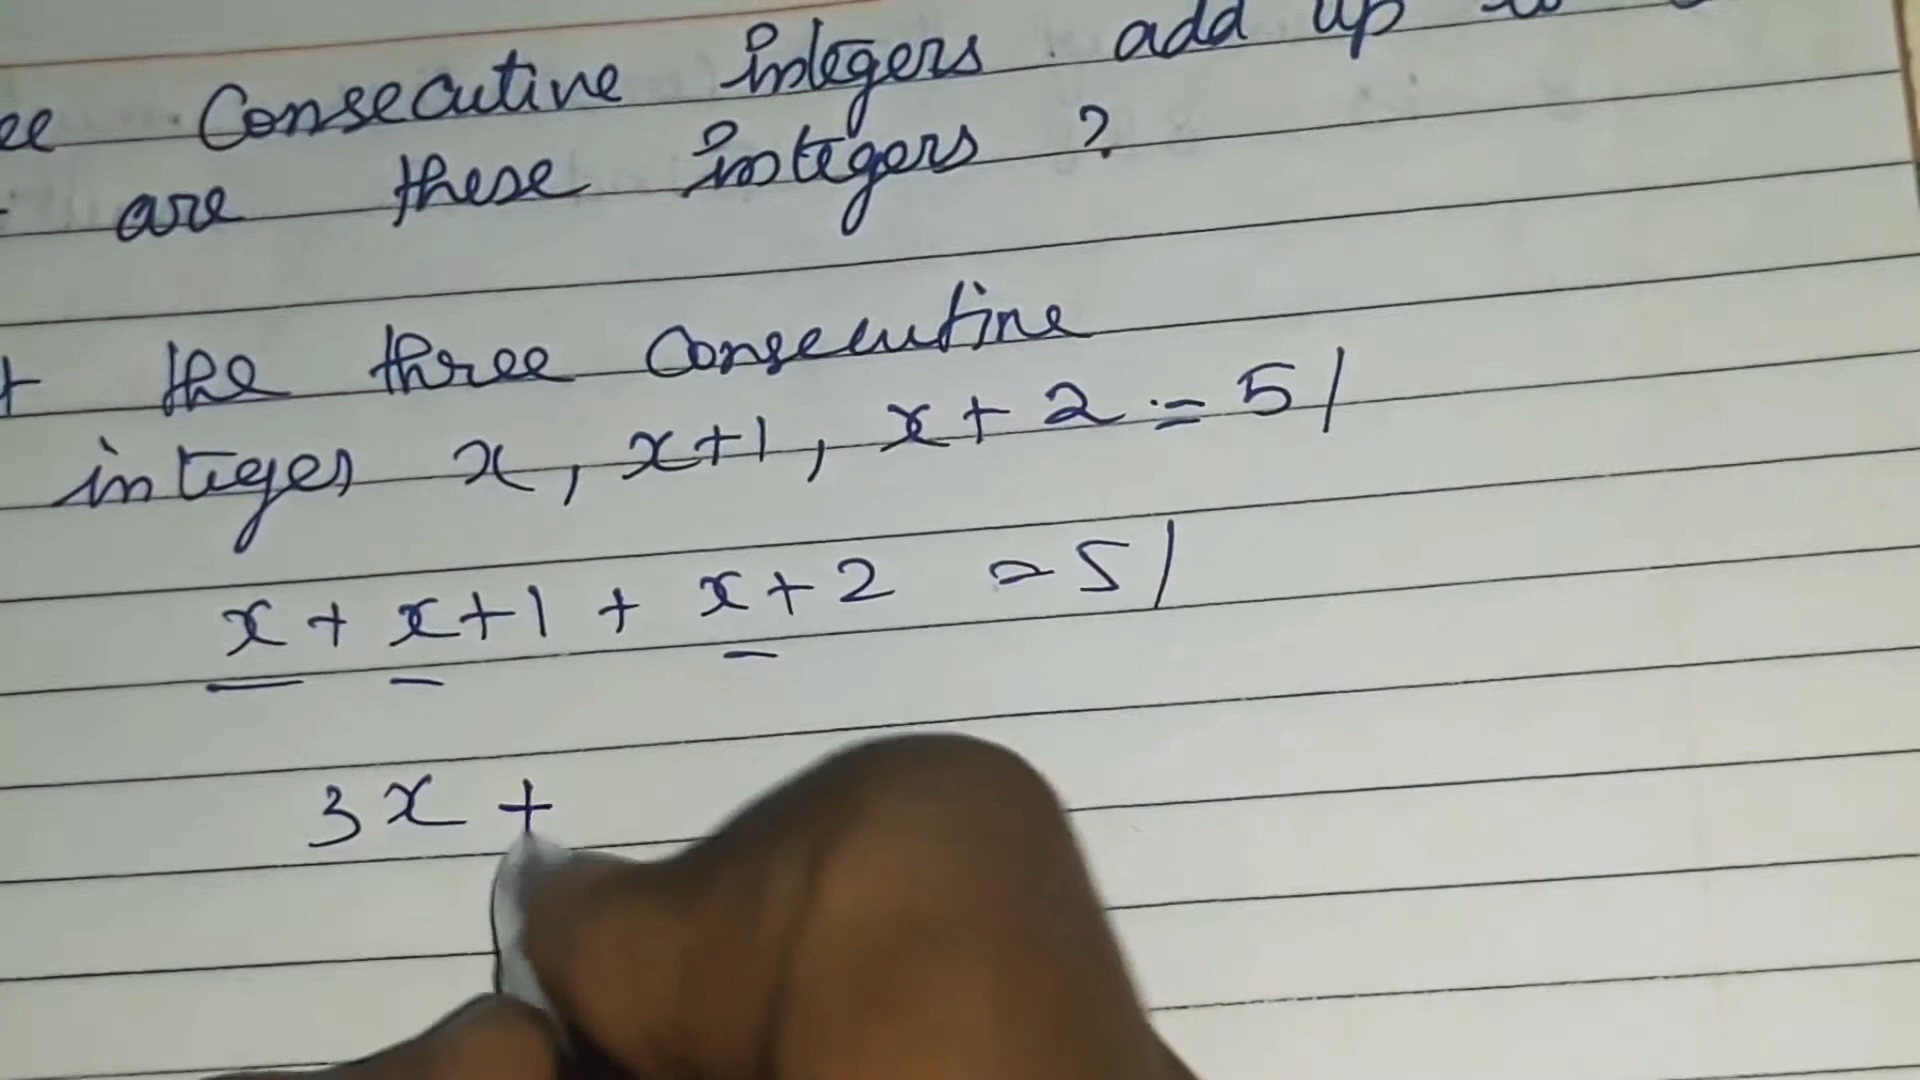 Consecutive integers add up
are these integers ?
the three Consecutive
integer x, x+1, x+2 = 51
x + x+1 + x+2 = 51
3x +